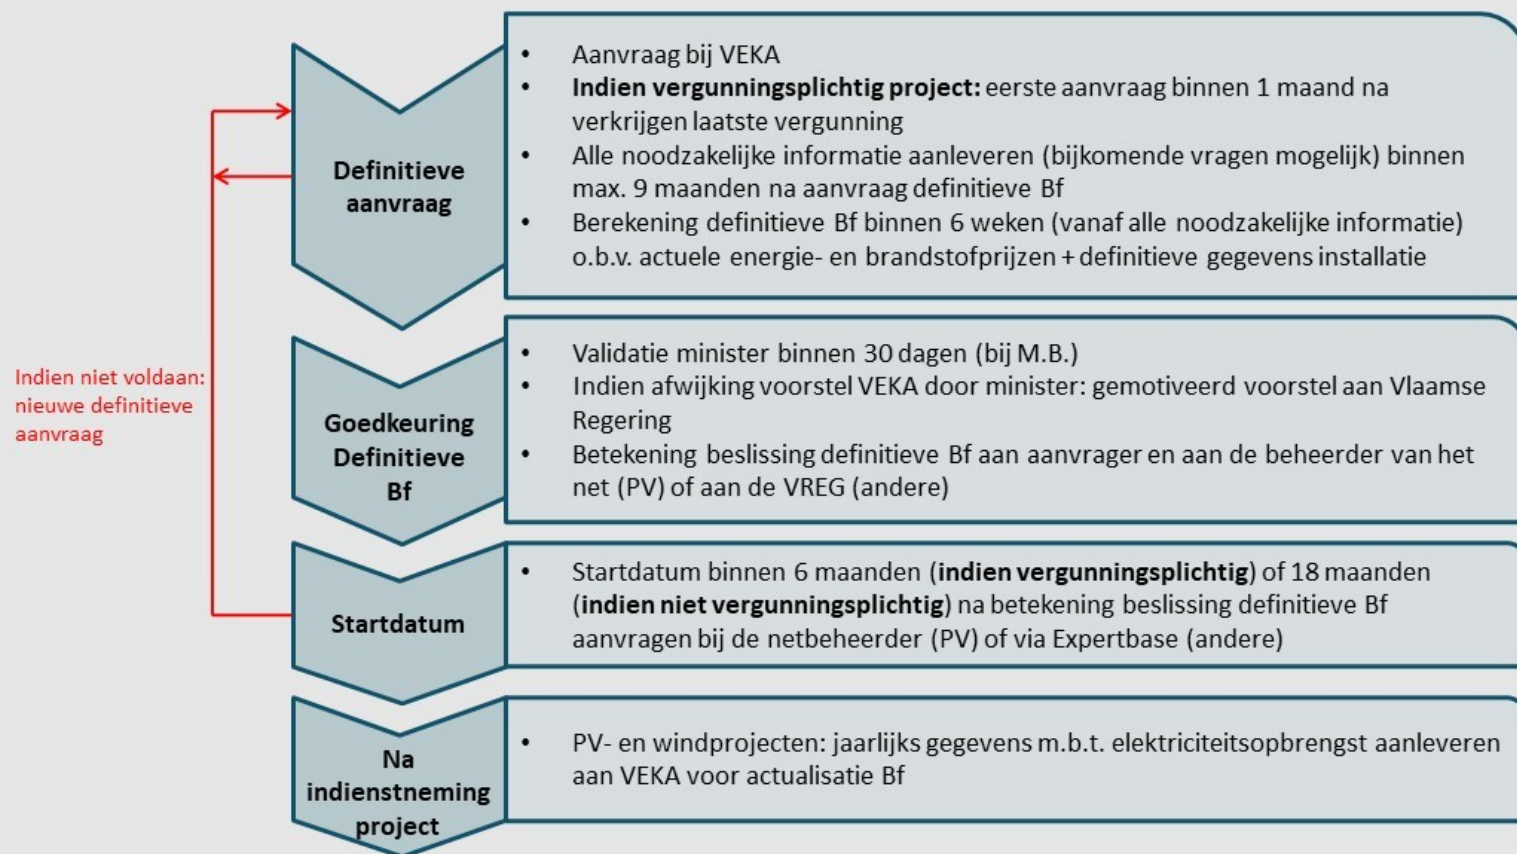 • Aanvraag bij VEKA
• Indien vergunningsplichtig project: eerste aanvraag binnen 1 maand na
verkrijgen laatste vergunning
• Alle noodzakelijke informatie aanleveren (bijkomende vragen mogelijk) binnen
max. 9 maanden na aanvraag definitieve Bf
• Berekening definitieve Bf binnen 6 weken (vanaf alle noodzakelijke informatie)
o.b.v. actuele energie- en brandstofprijzen + definitieve gegevens installatie
Definitieve
aanvraag
• Validatie minister binnen 30 dagen (bij M.B.)
• Indien afwijking voorstel VEKA door minister: gemotiveerd voorstel aan Vlaamse
Regering
• Betekening beslissing definitieve Bf aan aanvrager en aan de beheerder van het
net (PV) of aan de VREG (andere)
Goedkeuring
Definitieve
Bf
Indien niet voldaan:
nieuwe definitieve
aanvraag
• Startdatum binnen 6 maanden (indien vergunningsplichtig) of 18 maanden
(indien niet vergunningsplichtig) na betekening beslissing definitieve Bf
aanvragen bij de netbeheerder (PV) of via Expertbase (andere)
Startdatum
• PV- en windprojecten: jaarlijks gegevens m.b.t. elektriciteitsopbrengst aanleveren
aan VEKA voor actualisatie Bf
Na
indienstneming
project